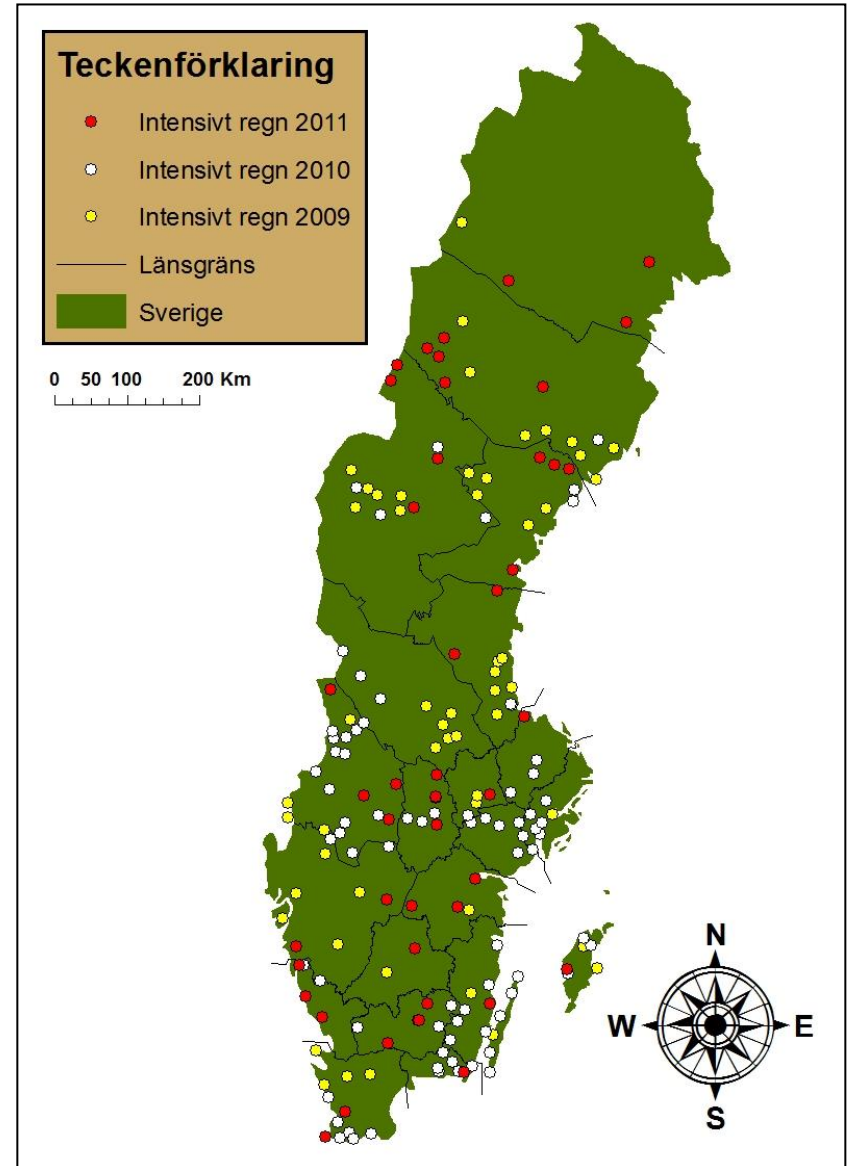 Teckenförklaring
Intensivt regn 2011
Intensivt regn 2010
Intensivt regn 2009
Länsgräns
Sverige
0 50 100 200 Km
N
W E
S